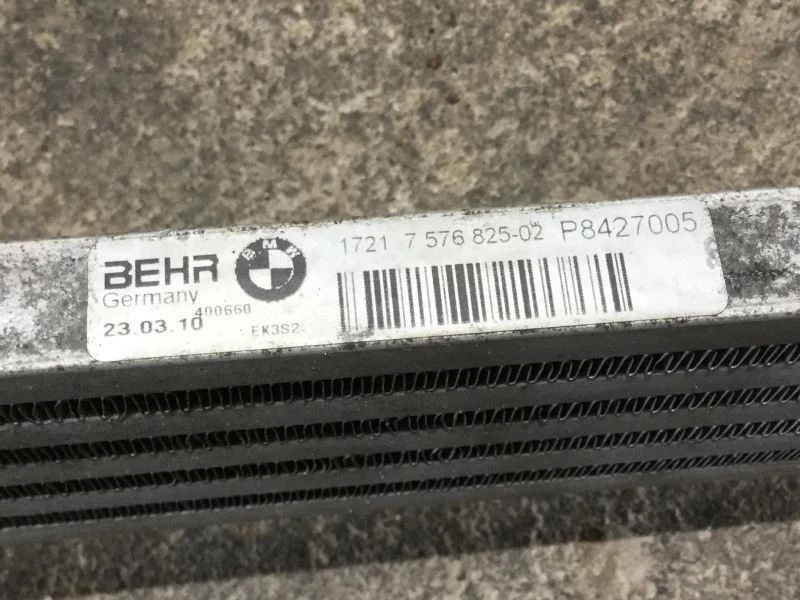 BEHR
BMW
Germany
400660
23.03.10
EK3S2
1721 7 576 825-02 P8427005